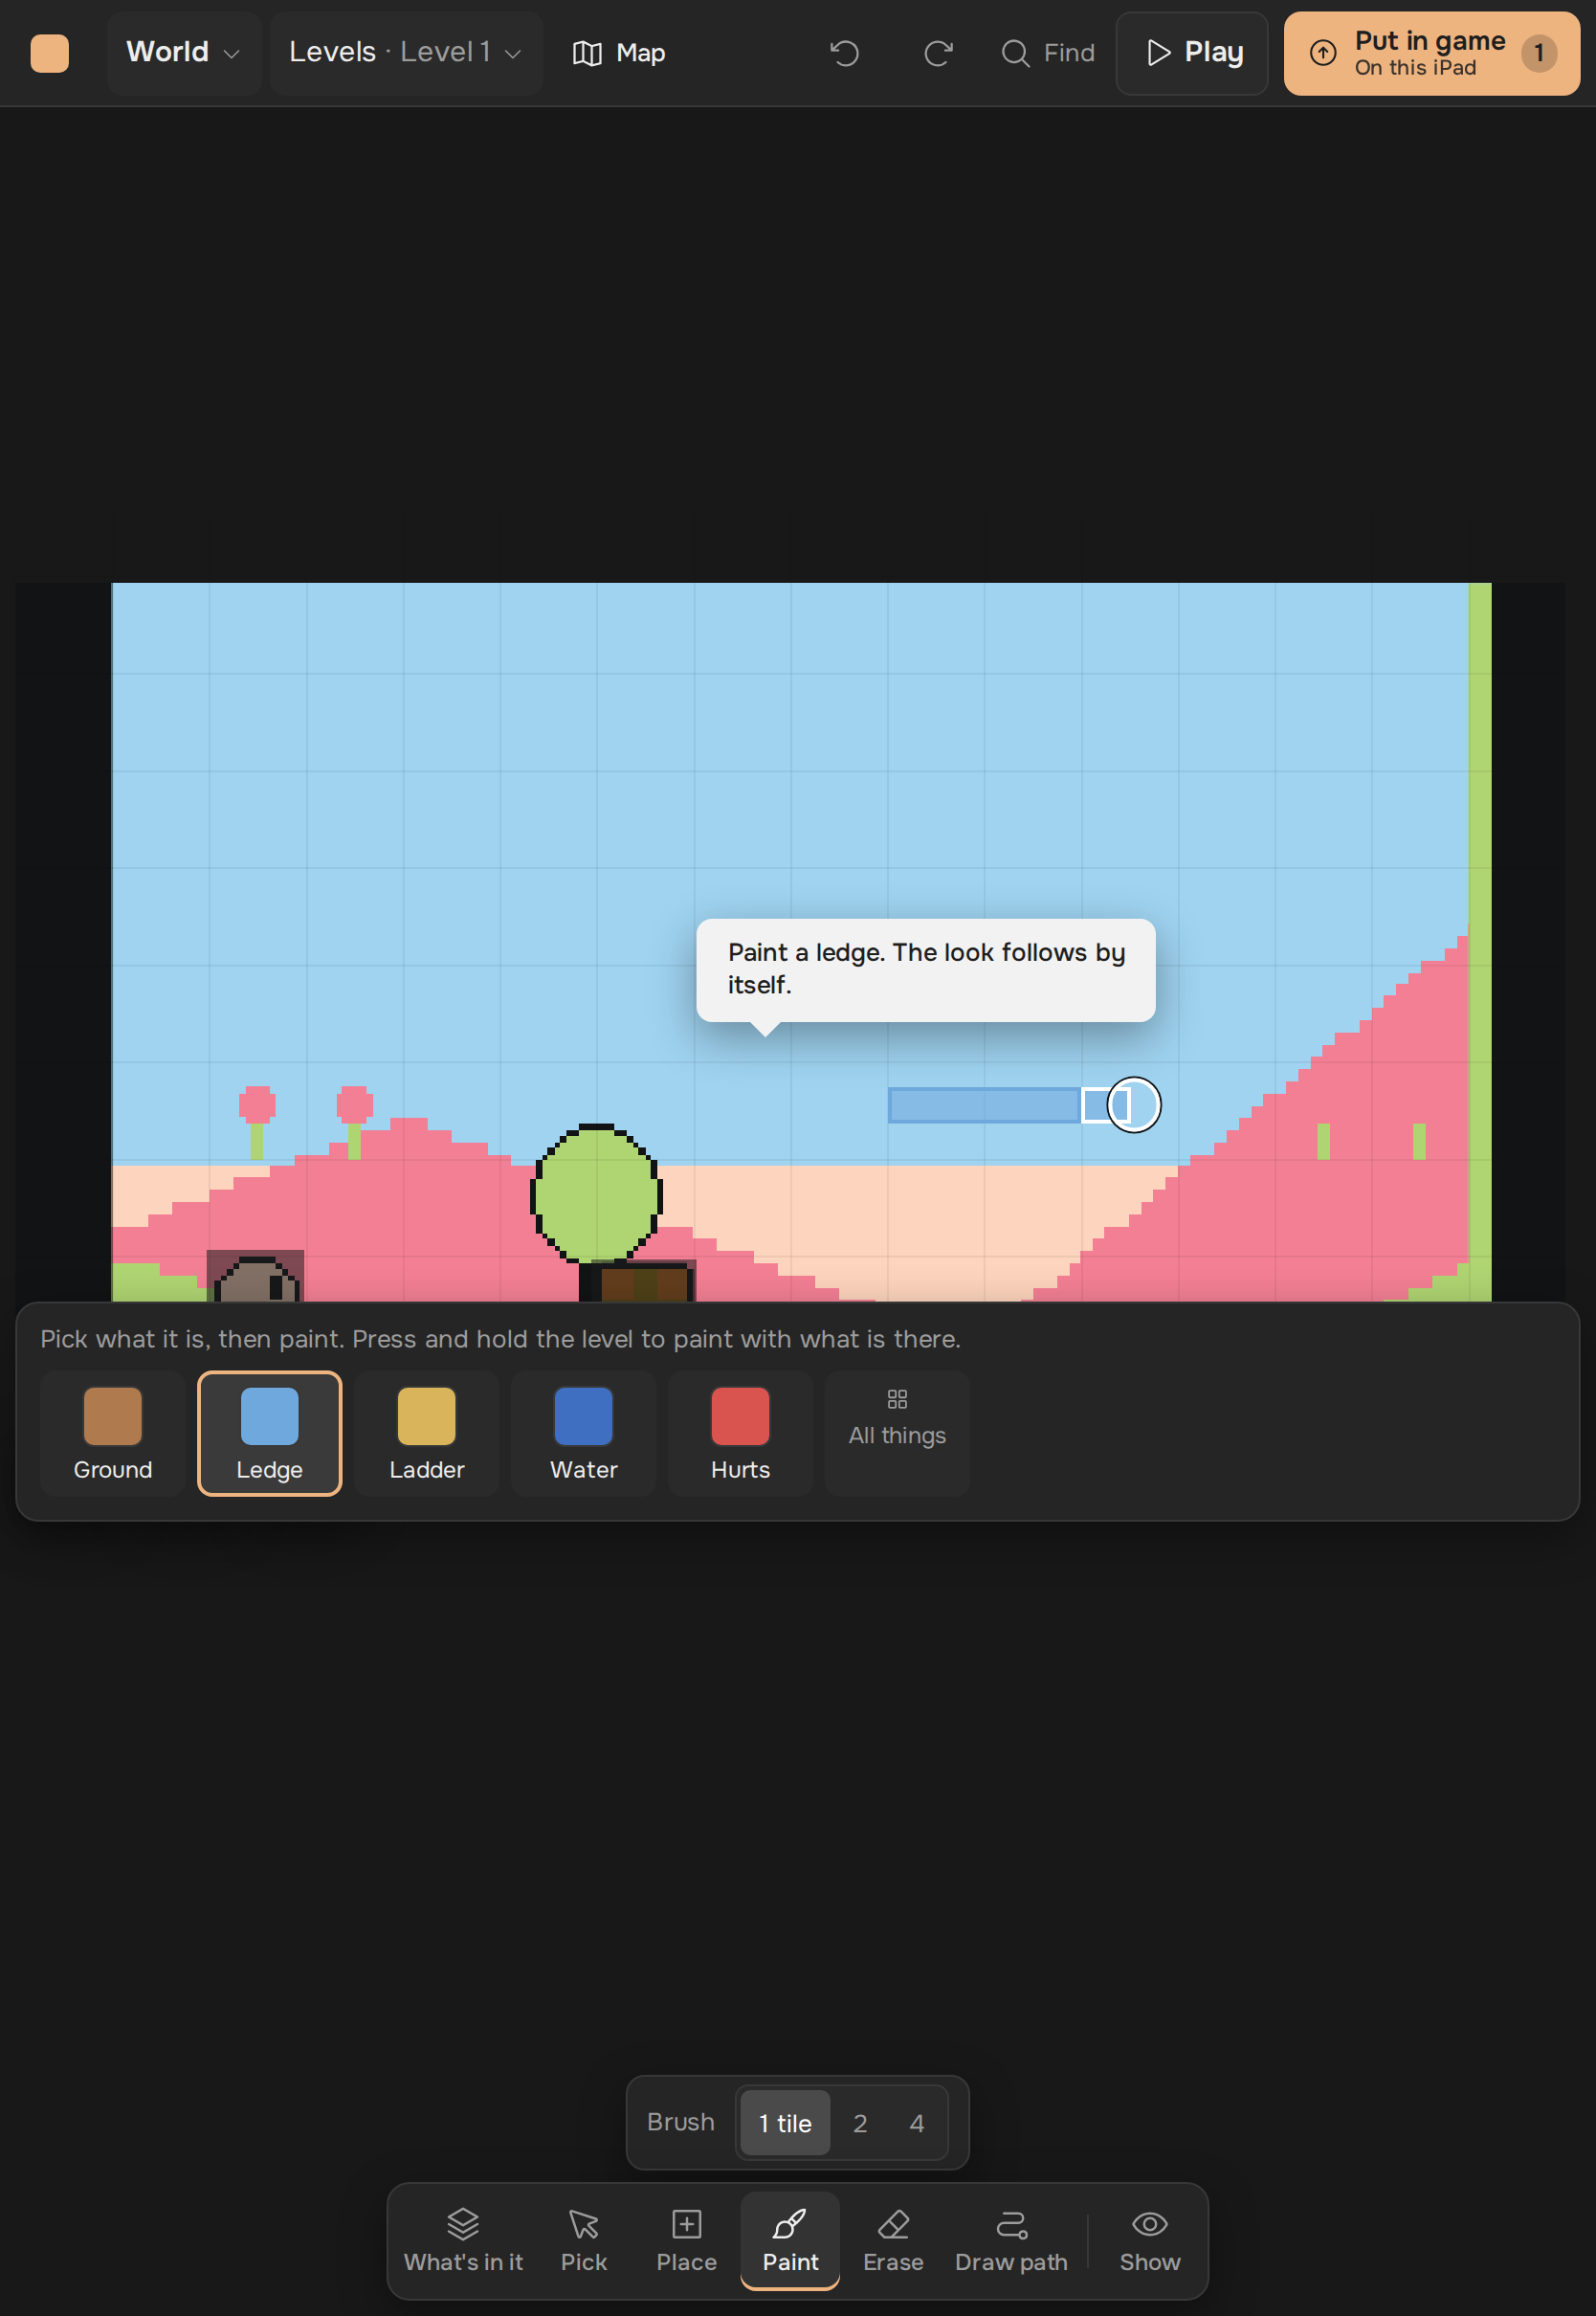 World
Levels · Level 1
Map
Find
Play
Put in game
On this iPad
1
Paint a ledge. The look follows by
itself.
Pick what it is, then paint. Press and hold the level to paint with what is there.
Ground
Ledge
Ladder
Water
Hurts
All things
Brush
1 tile
2
4
What's in it
Pick
Place
Paint
Erase
Draw path
Show